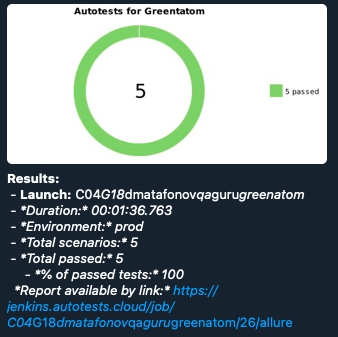 Autotests for Greentatom
5
5 passed
Results:
- Launch: C04G18dmatafonovqagurugreenatom
- *Duration:* 00:01:36.763
- *Environment:* prod
- *Total scenarios:* 5
- *Total passed:* 5
- *% of passed tests:* 100
*Report available by link:* https://
jenkins.autotests.cloud/job/
C04G18dmatafonovqagurugreenatom/26/allure